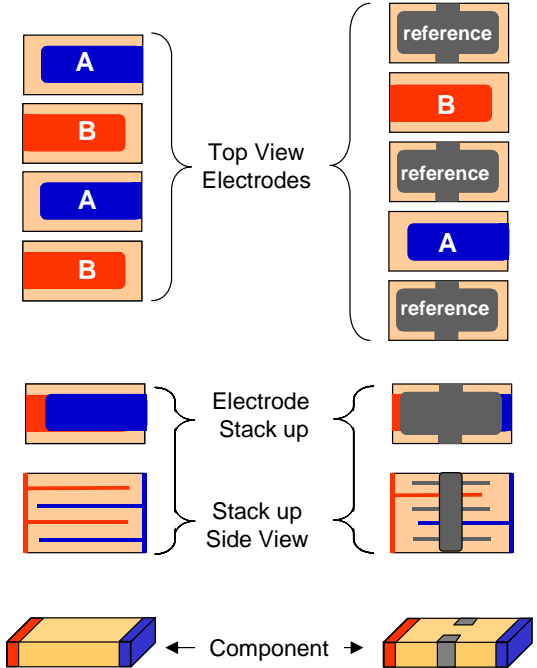 A
B
A
B
Top View
Electrodes
reference
B
reference
A
reference
Electrode
Stack up
Stack up
Side View
Component